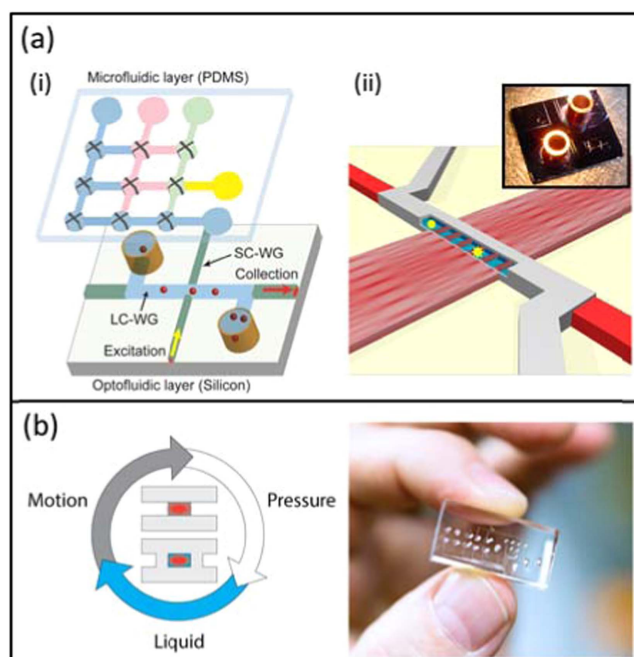 (a)
(i)
Microfluidic layer (PDMS)
SC-WG
Collection
LC-WG
Excitation
Optofluidic layer (Silicon)
(ii)
(b)
Motion
Pressure
Liquid